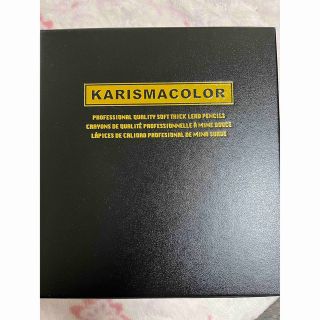 KARISMACOLOR
PROFESSIONAL QUALITY SOFT THICK LEAD PENCILS
CRAYONS DE QUALITÉ PROFESSIONNELLE À MINE DOUCE
LÁPICES DE CALIDAD PROFESIONAL DE MINA SUAVE